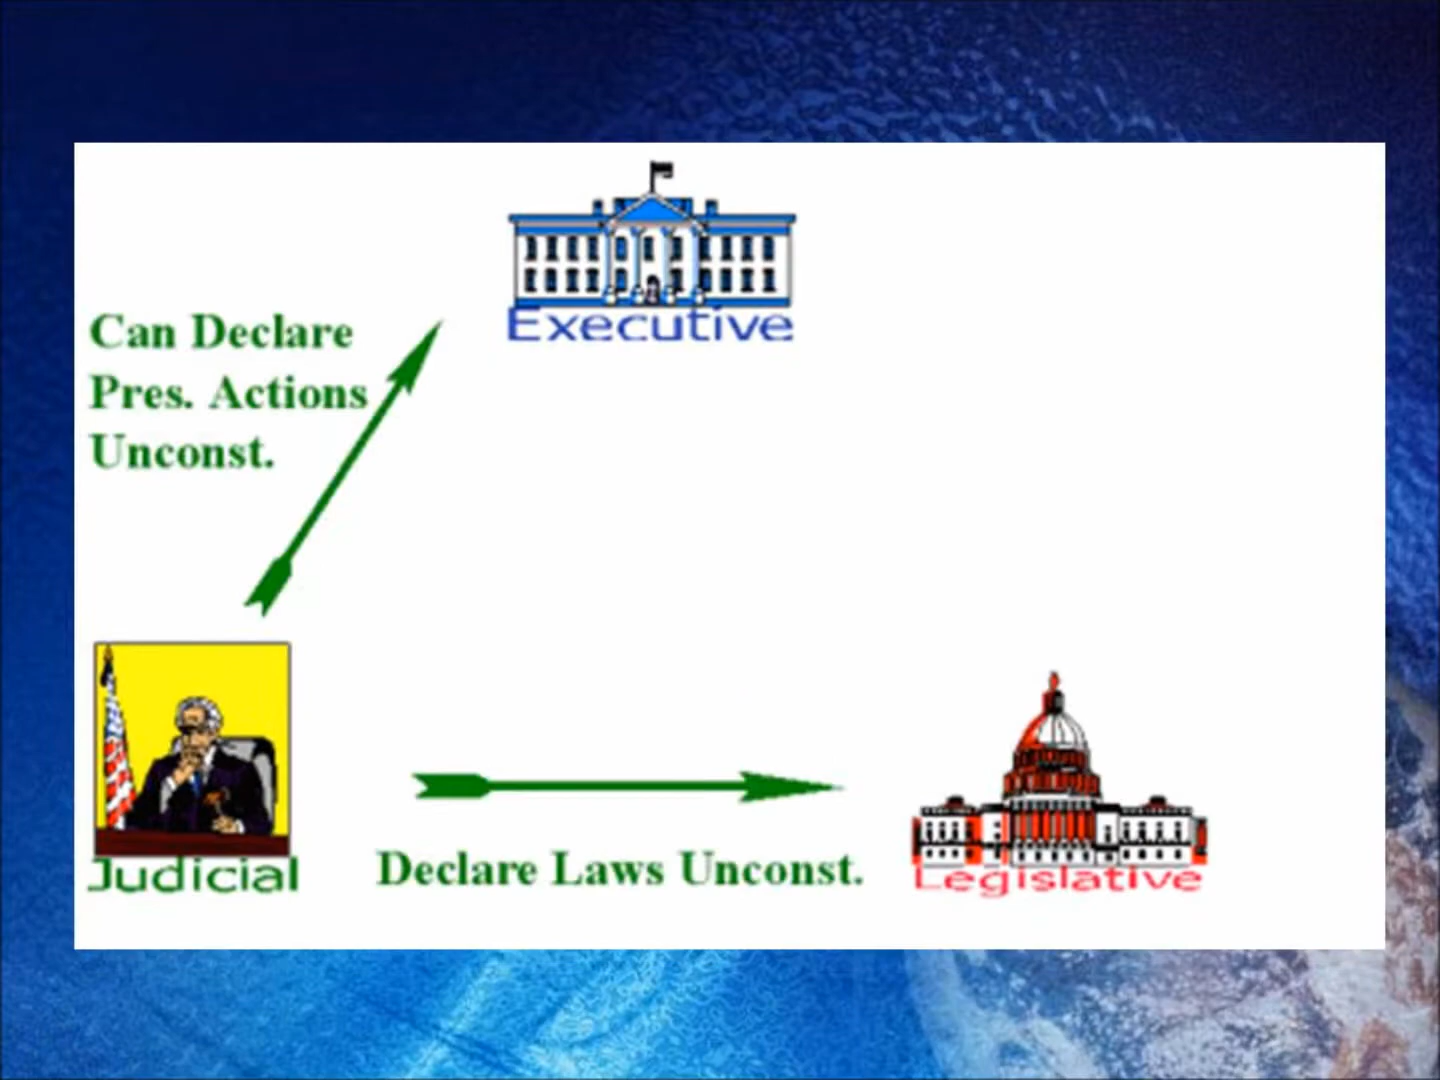 Executive
Can Declare
Pres. Actions
Unconst.
Judicial
Declare Laws Unconst.
Legislative